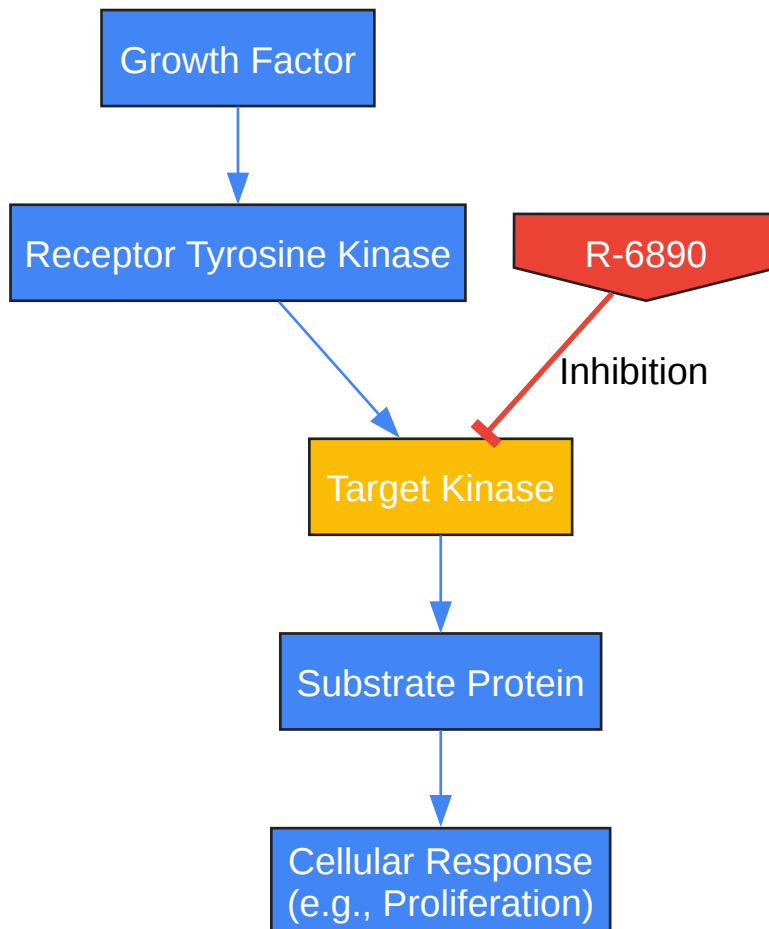 Growth Factor
Receptor Tyrosine Kinase
R-6890
Inhibition
Target Kinase
Substrate Protein
Cellular Response
(e.g., Proliferation)